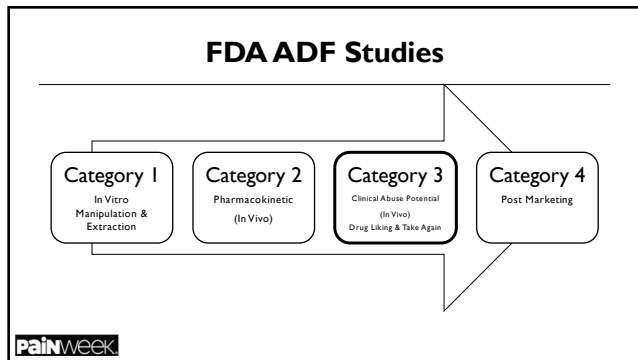 FDA ADF Studies
Category 1
In Vitro
Manipulation &
Extraction
Category 2
Pharmacokinetic
(In Vivo)
Category 3
Clinical Abuse Potential
(In Vivo)
Drug Liking & Take Again
Category 4
Post Marketing
PaiNWEEK.